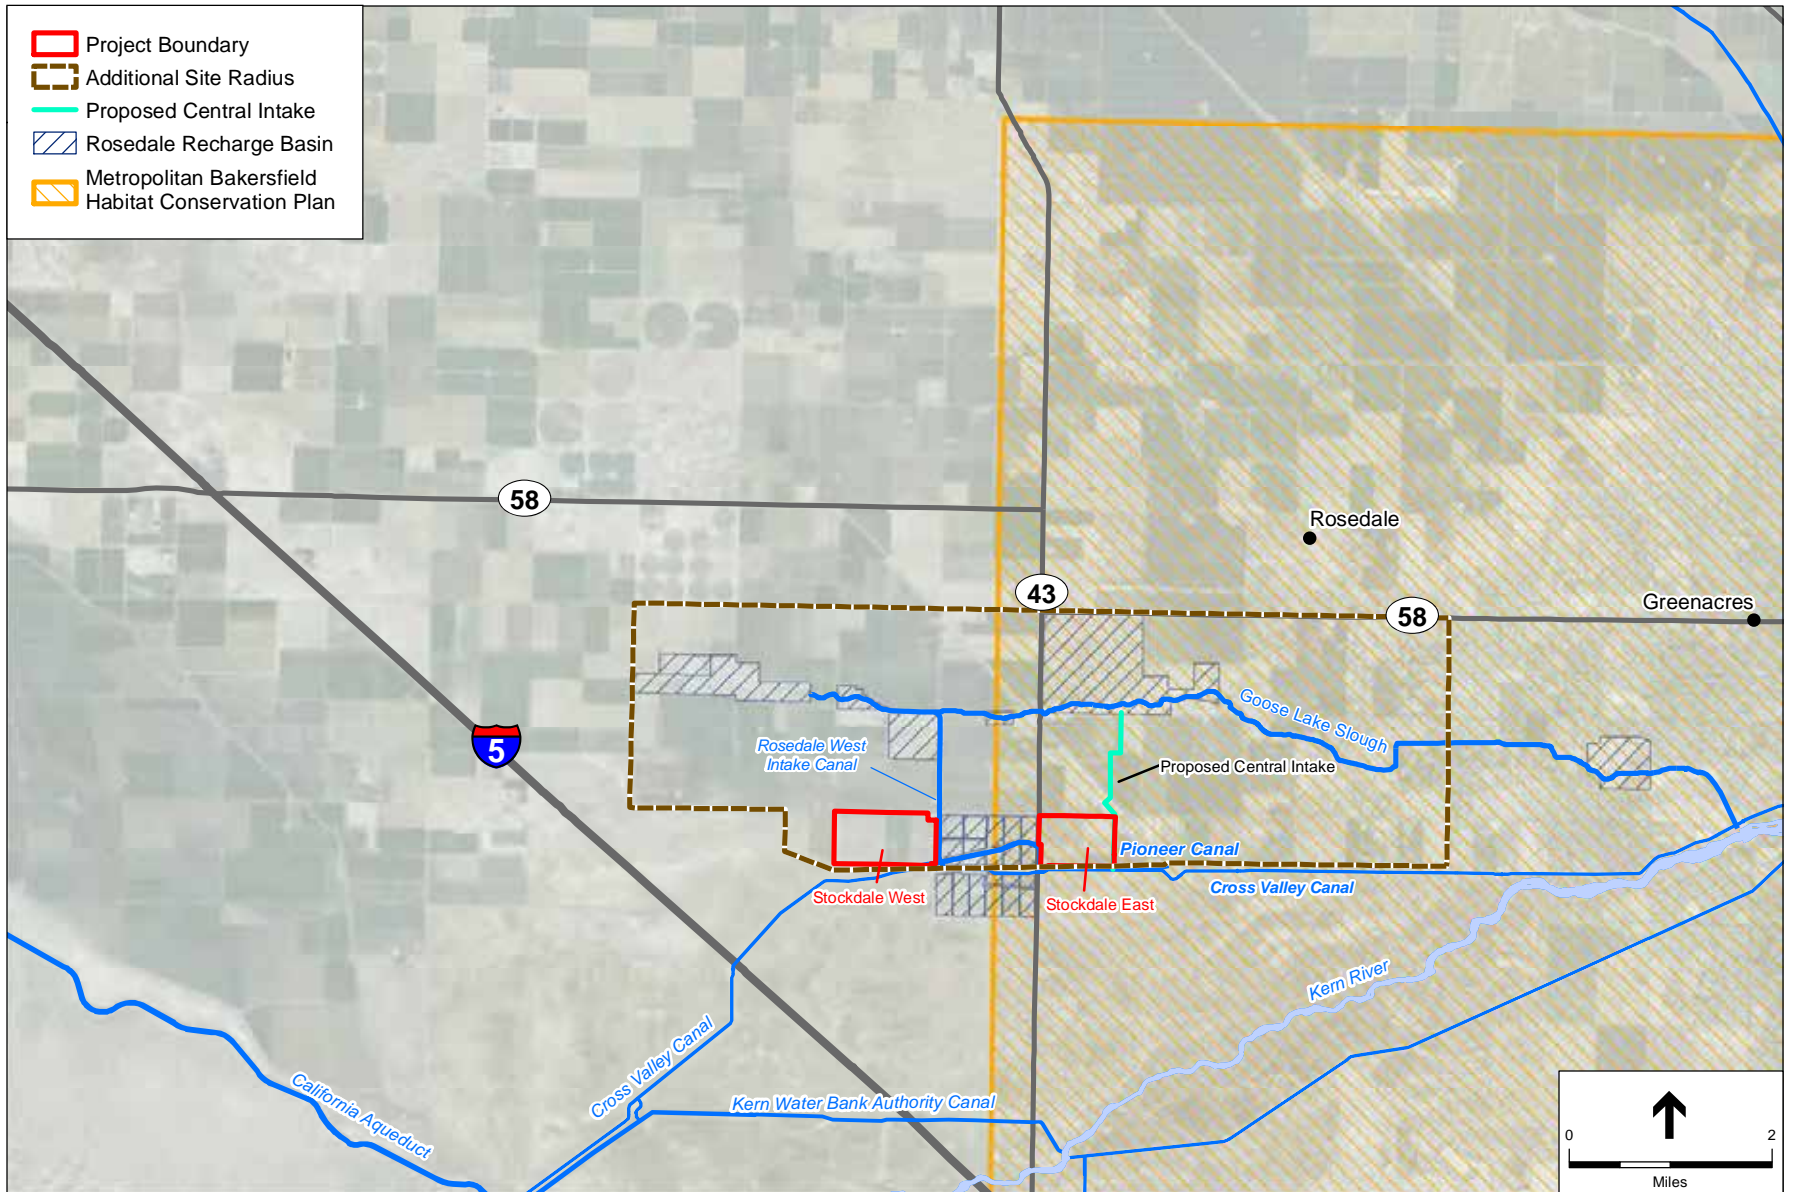 Project Boundary
Additional Site Radius
Proposed Central Intake
Rosedale Recharge Basin
Metropolitan Bakersfield
Habitat Conservation Plan
58
Rosedale
43
58
Greenacres
Goose Lake Slough
5
Rosedale West
Intake Canal
Proposed Central Intake
Pioneer Canal
Cross Valley Canal
Stockdale West
Stockdale East
Kern River
Cross Valley Canal
California Aqueduct
Kern Water Bank Authority Canal
0
2
Miles